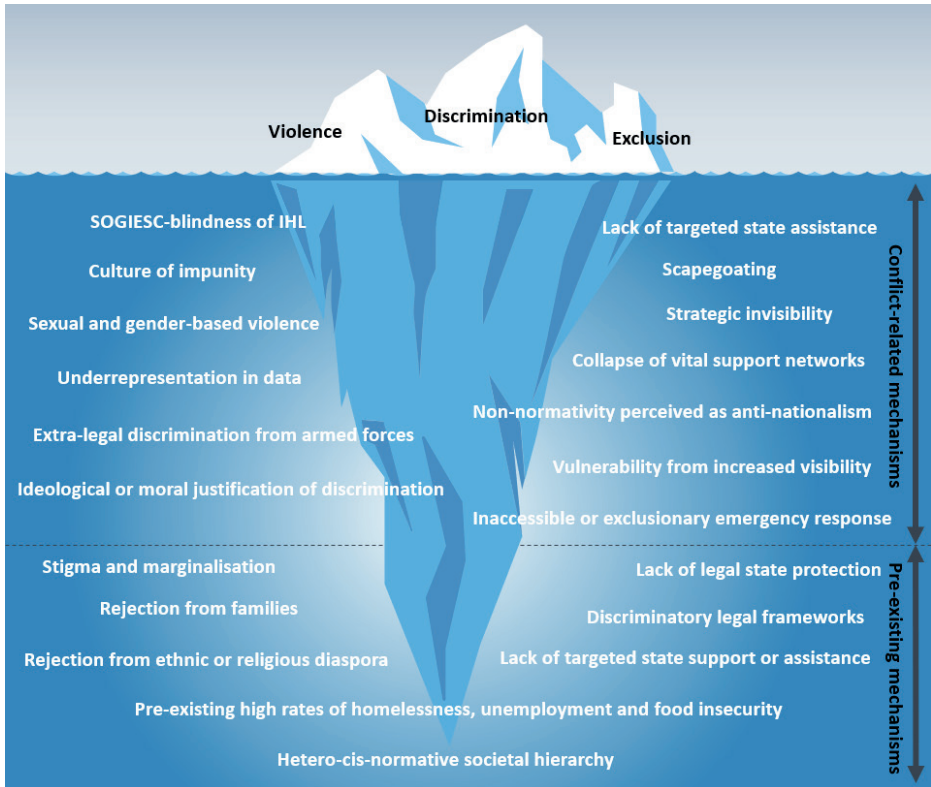 Violence
Discrimination
Exclusion
SOGIESC-blindness of IHL
Culture of impunity
Sexual and gender-based violence
Underrepresentation in data
Extra-legal discrimination from armed forces
Ideological or moral justification of discrimination
Lack of targeted state assistance
Scapegoating
Strategic invisibility
Collapse of vital support networks
Non-normativity perceived as anti-nationalism
Vulnerability from increased visibility
Inaccessible or exclusionary emergency response
Conflict-related mechanisms
Stigma and marginalisation
Rejection from families
Rejection from ethnic or religious diaspora
Lack of legal state protection
Discriminatory legal frameworks
Lack of targeted state support or assistance
Pre-existing high rates of homelessness, unemployment and food insecurity
Hetero-cis-normative societal hierarchy
Pre-existing mechanisms